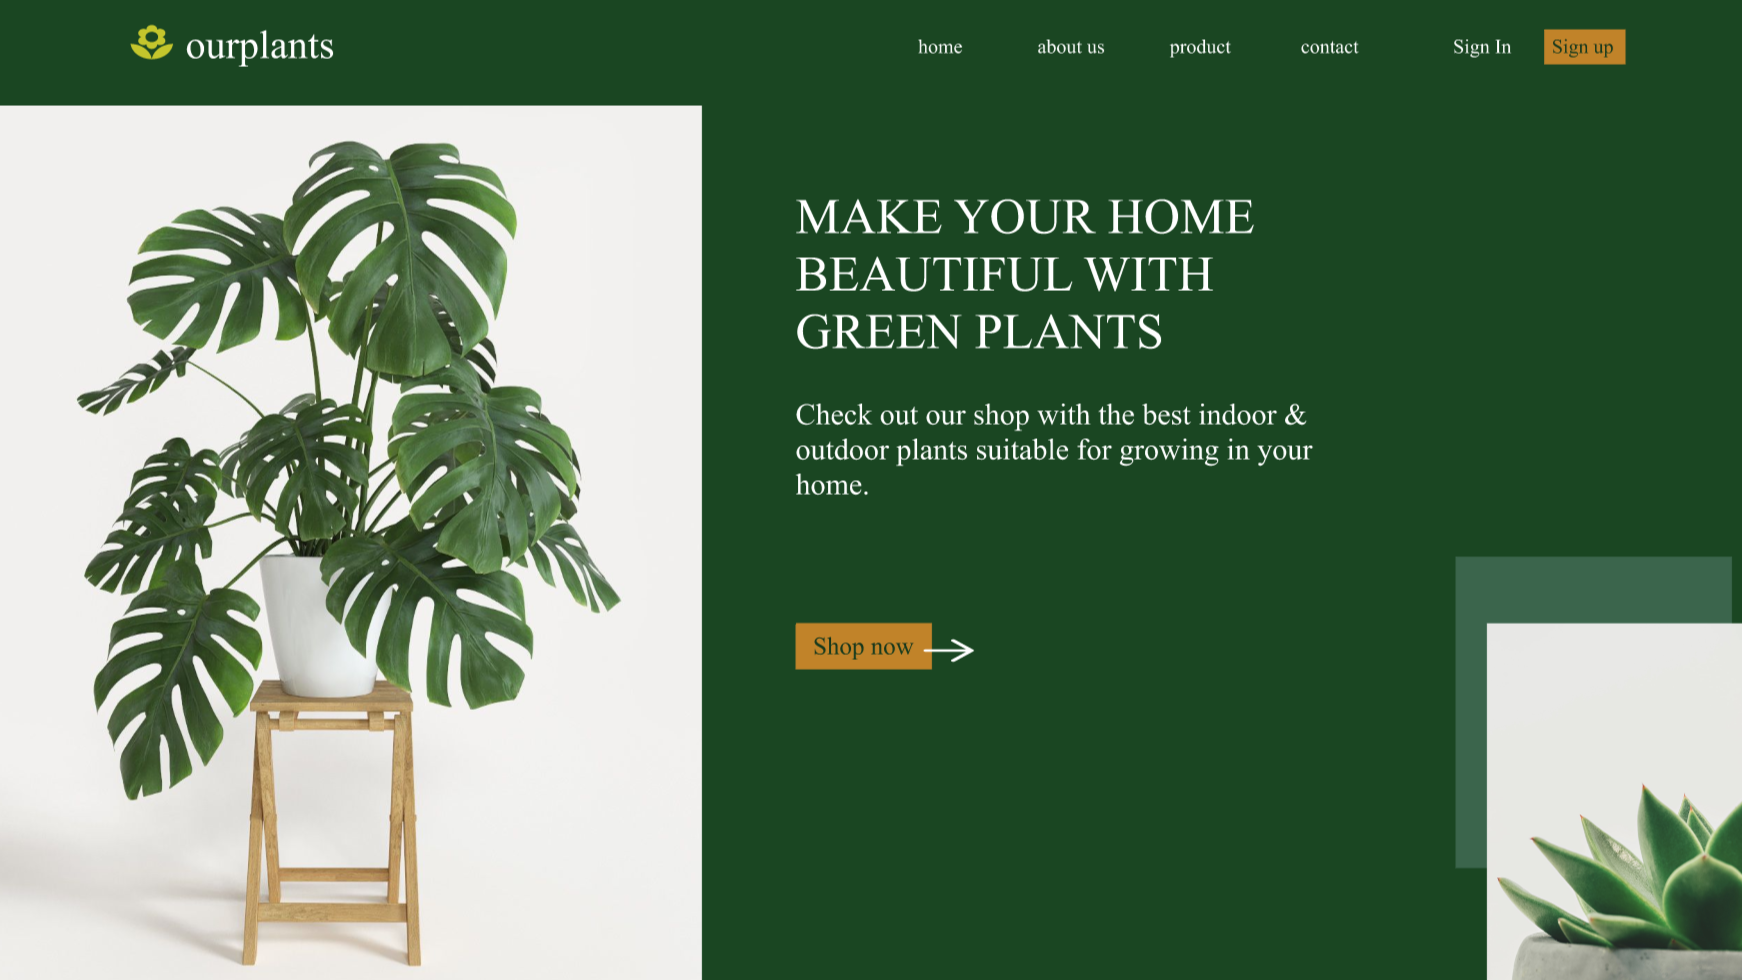 ourplants
home about us product contact Sign In Sign up
MAKE YOUR HOME
BEAUTIFUL WITH
GREEN PLANTS
Check out our shop with the best indoor &
outdoor plants suitable for growing in your
home.
Shop now